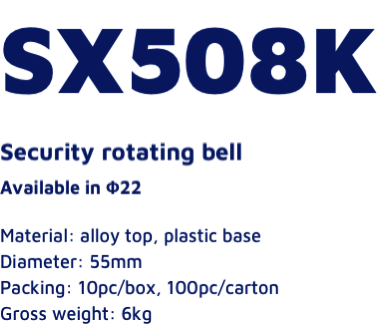 SX508K
Security rotating bell
Available in Φ22
Material: alloy top, plastic base
Diameter: 55mm
Packing: 10pc/box, 100pc/carton
Gross weight: 6kg